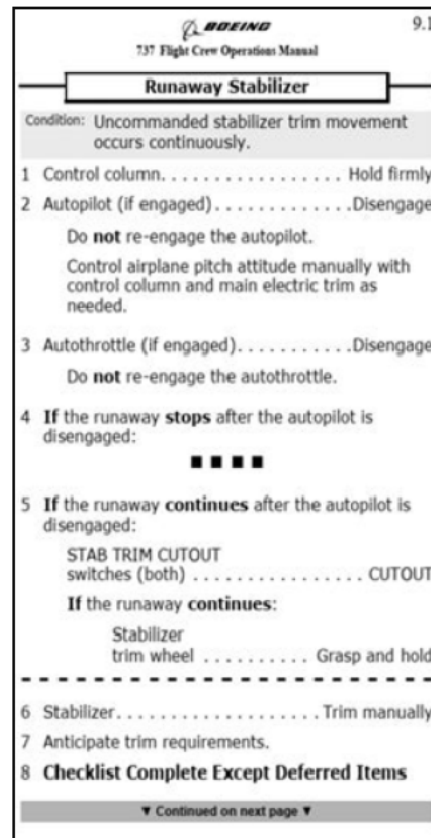 BOEING
9.1
737 Flight Crew Operations Manual
Runaway Stabilizer
Condition: Uncommanded stabilizer trim movement
occurs continuously.
1 Control column. . . . . . . . . . . . . . . . . Hold firmly
2 Autopilot (if engaged) . . . . . . . . . . . . .Disengage
Do not re-engage the autopilot.
Control airplane pitch attitude manually with
control column and main electric trim as
needed.
3 Autothrottle (if engaged). . . . . . . . . . .Disengage
Do not re-engage the autothrottle.
4 If the runaway stops after the autopilot is
disengaged:
■ ■ ■ ■
5 If the runaway continues after the autopilot is
disengaged:
STAB TRIM CUTOUT
switches (both) . . . . . . . . . . . . . . . . CUTOUT
If the runaway continues:
Stabilizer
trim wheel . . . . . . . . . . Grasp and hold
6 Stabilizer. . . . . . . . . . . . . . . . . . . Trim manually
7 Anticipate trim requirements.
8 Checklist Complete Except Deferred Items
▼ Continued on next page ▼